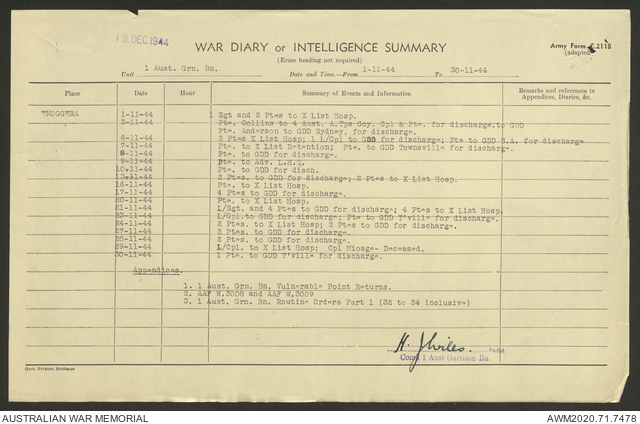 19 DEC 1944
WAR DIARY or INTELLIGENCE SUMMARY
(Erase heading not required)
Army Form C.2118
(adapted)
Unit 1 Aust. Grn. Bn. Date and Time—From 1-11-44 To 30-11-44
Place Date Hour Summary of Events and Information Remarks and references to Appendices, Diaries, &c.
ENOGGERA 1-11-44 1 Sgt and 2 Ptes to X List Hosp.
3-11-44 Pte. Collins to 4 Aust. A.Tps Coy. Cpl & Pte. for discharge to GDD
Pte. Anderson to GDD Sydney, for discharge.
6-11-44 2 Ptes X List Hosp; 1 L/Cpl to GDD for discharge; Pte to GDD S.A. for discharge
7-11-44 Pte. to X List Detention; Pte. to GDD Townsville for discharge.
8-11-44 Pte. to GDD for discharge.
9-11-44 Pte. to Adv. L.H.Q.
10-11-44 Pte. to GDD for disch.
13-11-44 2 Ptes. to GDD for discharge; 2 Ptes to X List Hosp.
16-11-44 Pte. to X List Hosp.
17-11-44 4 Ptes to GDD for discharge.
20-11-44 Pte. to X List Hosp.
21-11-44 L/Sgt. and 4 Ptes to GDD for discharge; 4 Ptes to X List Hosp.
23-11-44 L/Cpl. to GDD for discharge; Pte to GDD T'ville for discharge.
24-11-44 2 Ptes. to X List Hosp; 2 Ptes for discharge.
27-11-44 2 Ptes. to GDD for discharge.
28-11-44 2 Ptes. to GDD for discharge.
29-11-44 L/Cpl. to X List Hosp; Cpl Miosge- Deceased.
30-11-44 1 Pte. to GDD T'ville for discharge.
Appendices.
1. 1 Aust. Grn. Bn. Vulnerable Point Returns.
2. AAF W.3008 and AAF W.3009
3. 1 Aust. Grn. Bn. Routine Orders Part 1 (32 to 34 inclusive)
Comd 1 Aust Garrison Bn
Govt. Printer, Brisbane
AUSTRALIAN WAR MEMORIAL AWM2020.71.7478